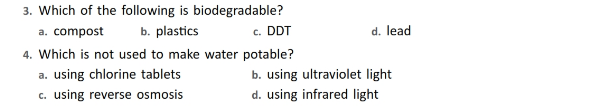 3. Which of the following is biodegradable?
a. compost b. plastics c. DDT d. lead
4. Which is not used to make water potable?
a. using chlorine tablets b. using ultraviolet light
c. using reverse osmosis d. using infrared light